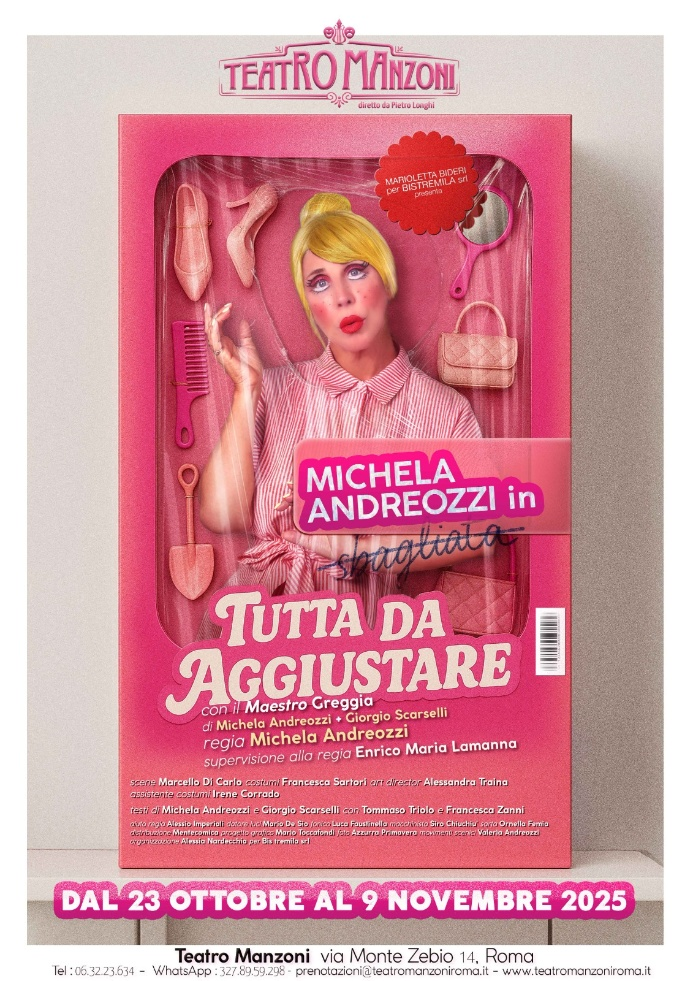 TEATRO MANZONI
diretto da Pietro Longhi
MARIOLETTA BIDERI
per BISTREMILA srl
presenta
MICHELA
ANDREOZZI in
sbagliata
TUTTA DA
AGGIUSTARE
con il Maestro Greggia
di Michela Andreozzi + Giorgio Scarselli
regia Michela Andreozzi
supervisione alla regia Enrico Maria Lamanna
scene Marcello Di Carlo costumi Francesca Sartori art director Alessandra Traina
assistente costumi Irene Corrado
testi di Michela Andreozzi e Giorgio Scarselli con Tommaso Triolo e Francesca Zanni
aiuto regia Alessio Imperiali datore luci Mario De Sio fonica Luca Faustinella macchinista Siro Chiuchiu' sarta Ornella Femia
distribuzione Mentecomica progetto grafico Mario Toccafondi foto Azzurra Primavera movimenti scenici Valeria Andreozzi
organizzazione Alessio Nardecchia per Bis tremila srl
DAL 23 OTTOBRE AL 9 NOVEMBRE 2025
Teatro Manzoni via Monte Zebio 14, Roma
Tel : 06.32.23.634 - WhatsApp : 327.89.59.298 - prenotazioni@teatromanzoniroma.it - www.teatromanzoniroma.it